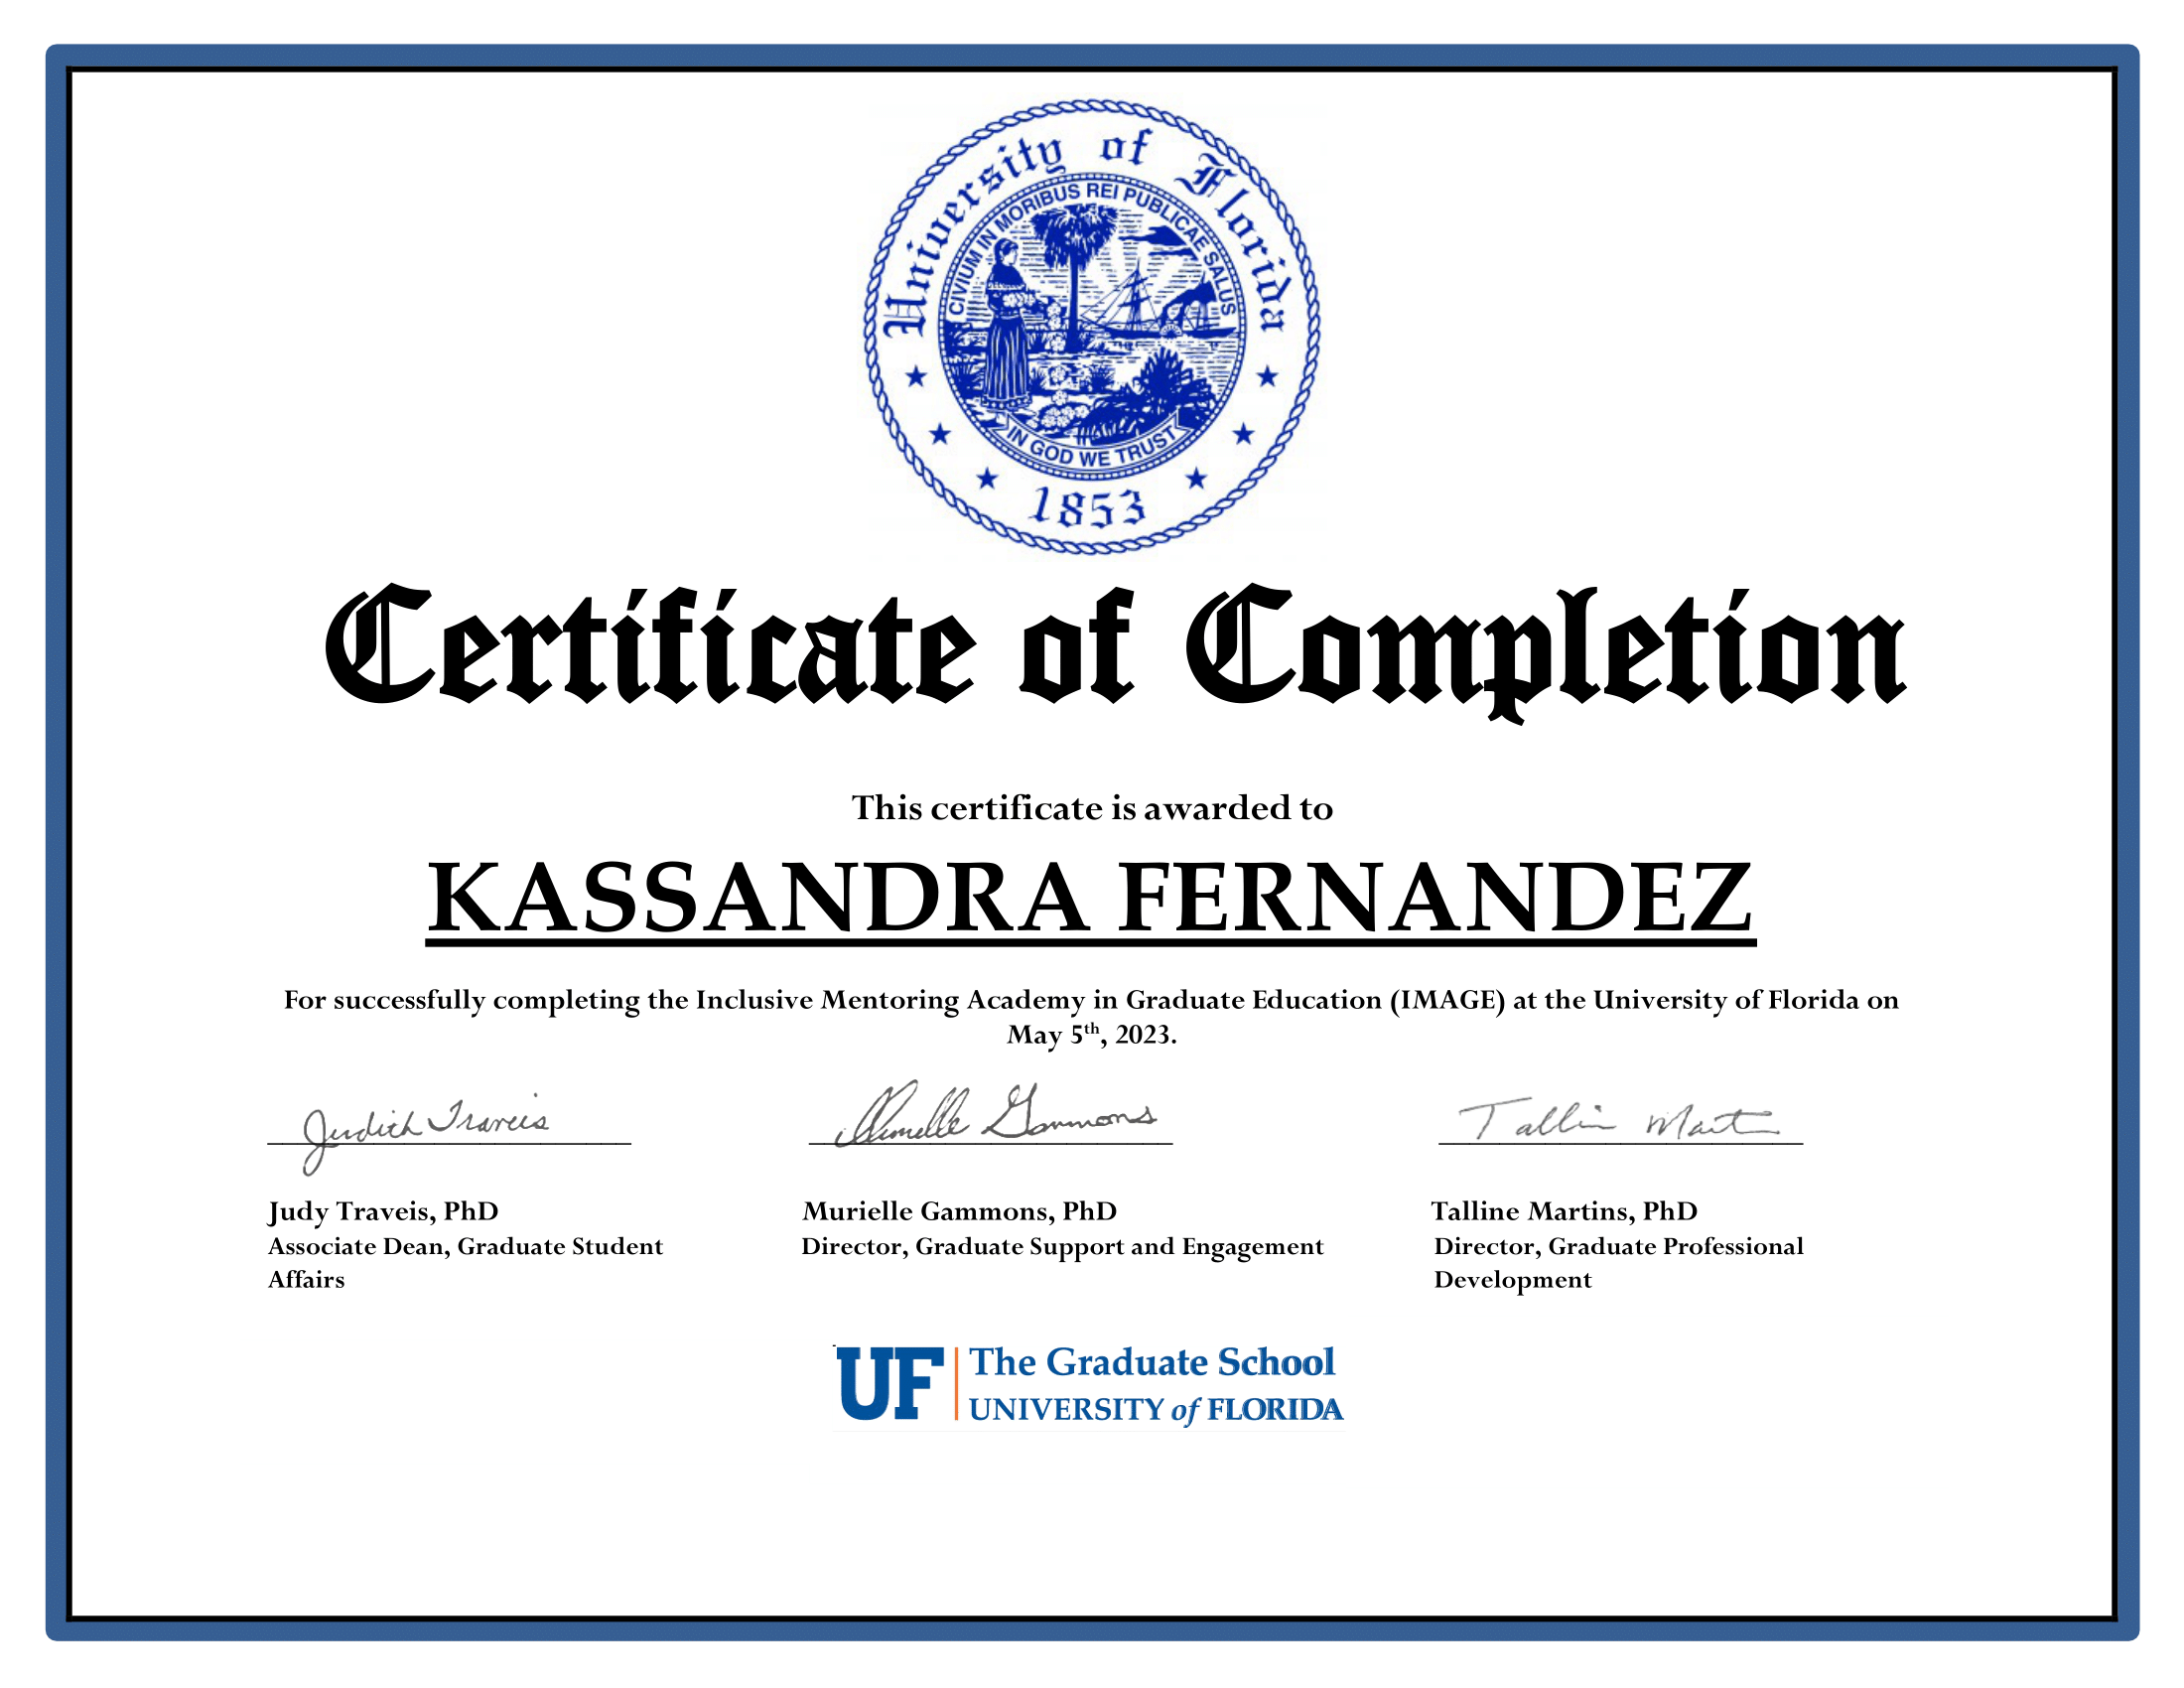 University of Florida
CIVIUM IN MORIBUS REI PUBLICAE SALUS
IN GOD WE TRUST
1853
Certificate of Completion
This certificate is awarded to
KASSANDRA FERNANDEZ
For successfully completing the Inclusive Mentoring Academy in Graduate Education (IMAGE) at the University of Florida on
May 5th, 2023.
Judith Traveis Murielle Gammons Tallin Mart
Judy Traveis, PhD Murielle Gammons, PhD Talline Martins, PhD
Associate Dean, Graduate Student Director, Graduate Support and Engagement Director, Graduate Professional
Affairs Development
UF The Graduate School
UNIVERSITY of FLORIDA